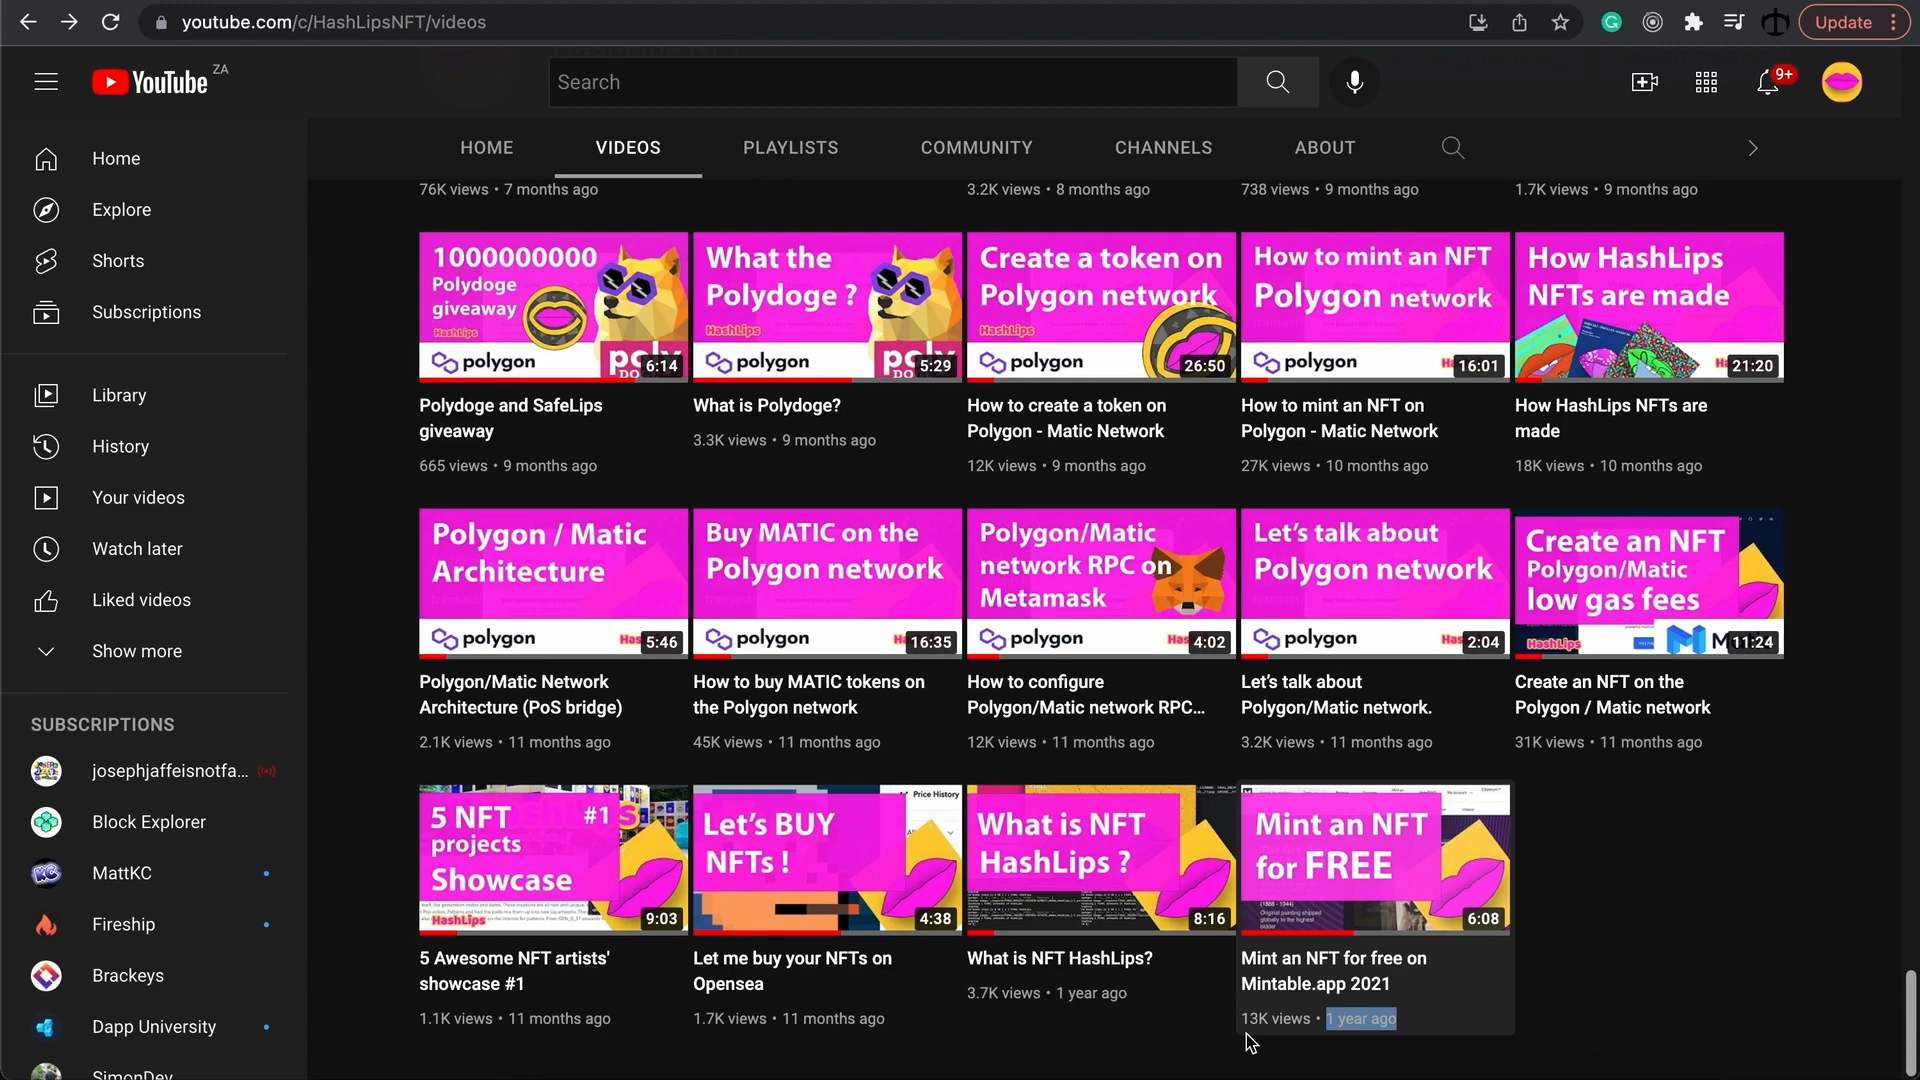 youtube.com/c/HashLipsNFT/videos
Update
YouTube ZA
Search
9+
Home
Explore
Shorts
Subscriptions
Library
History
Your videos
Watch later
Liked videos
Show more
SUBSCRIPTIONS
josephjaffeisnotfa...
Block Explorer
MattKC
Fireship
Brackeys
Dapp University
SimonDev
HOME VIDEOS PLAYLISTS COMMUNITY CHANNELS ABOUT
76K views • 7 months ago
3.2K views • 8 months ago
738 views • 9 months ago
1.7K views • 9 months ago
1000000000
Polydoge
giveaway
HashLips
polygon
6:14
Polydoge and SafeLips
giveaway
665 views • 9 months ago
What the
Polydoge ?
HashLips
polygon
5:29
What is Polydoge?
3.3K views • 9 months ago
Create a token on
Polygon network
HashLips
polygon
26:50
How to create a token on
Polygon - Matic Network
12K views • 9 months ago
How to mint an NFT
Polygon network
polygon
16:01
How to mint an NFT on
Polygon - Matic Network
27K views • 10 months ago
How HashLips
NFTs are made
21:20
How HashLips NFTs are
made
18K views • 10 months ago
Polygon / Matic
Architecture
polygon
5:46
Polygon/Matic Network
Architecture (PoS bridge)
2.1K views • 11 months ago
Buy MATIC on the
Polygon network
polygon
16:35
How to buy MATIC tokens on
the Polygon network
45K views • 11 months ago
Polygon/Matic
network RPC on
Metamask
polygon
4:02
How to configure
Polygon/Matic network RPC...
12K views • 11 months ago
Let's talk about
Polygon network
polygon
2:04
Let's talk about
Polygon/Matic network.
3.2K views • 11 months ago
Create an NFT
Polygon/Matic
low gas fees
HashLips
11:24
Create an NFT on the
Polygon / Matic network
31K views • 11 months ago
5 NFT #1
projects
Showcase
HashLips
9:03
5 Awesome NFT artists'
showcase #1
1.1K views • 11 months ago
Price History
Let's BUY
NFTs !
4:38
Let me buy your NFTs on
Opensea
1.7K views • 11 months ago
What is NFT
HashLips ?
8:16
What is NFT HashLips?
3.7K views • 1 year ago
Mint an NFT
for FREE
Original painting shipped
globally to the highest
bidder
6:08
Mint an NFT for free on
Mintable.app 2021
13K views • 1 year ago